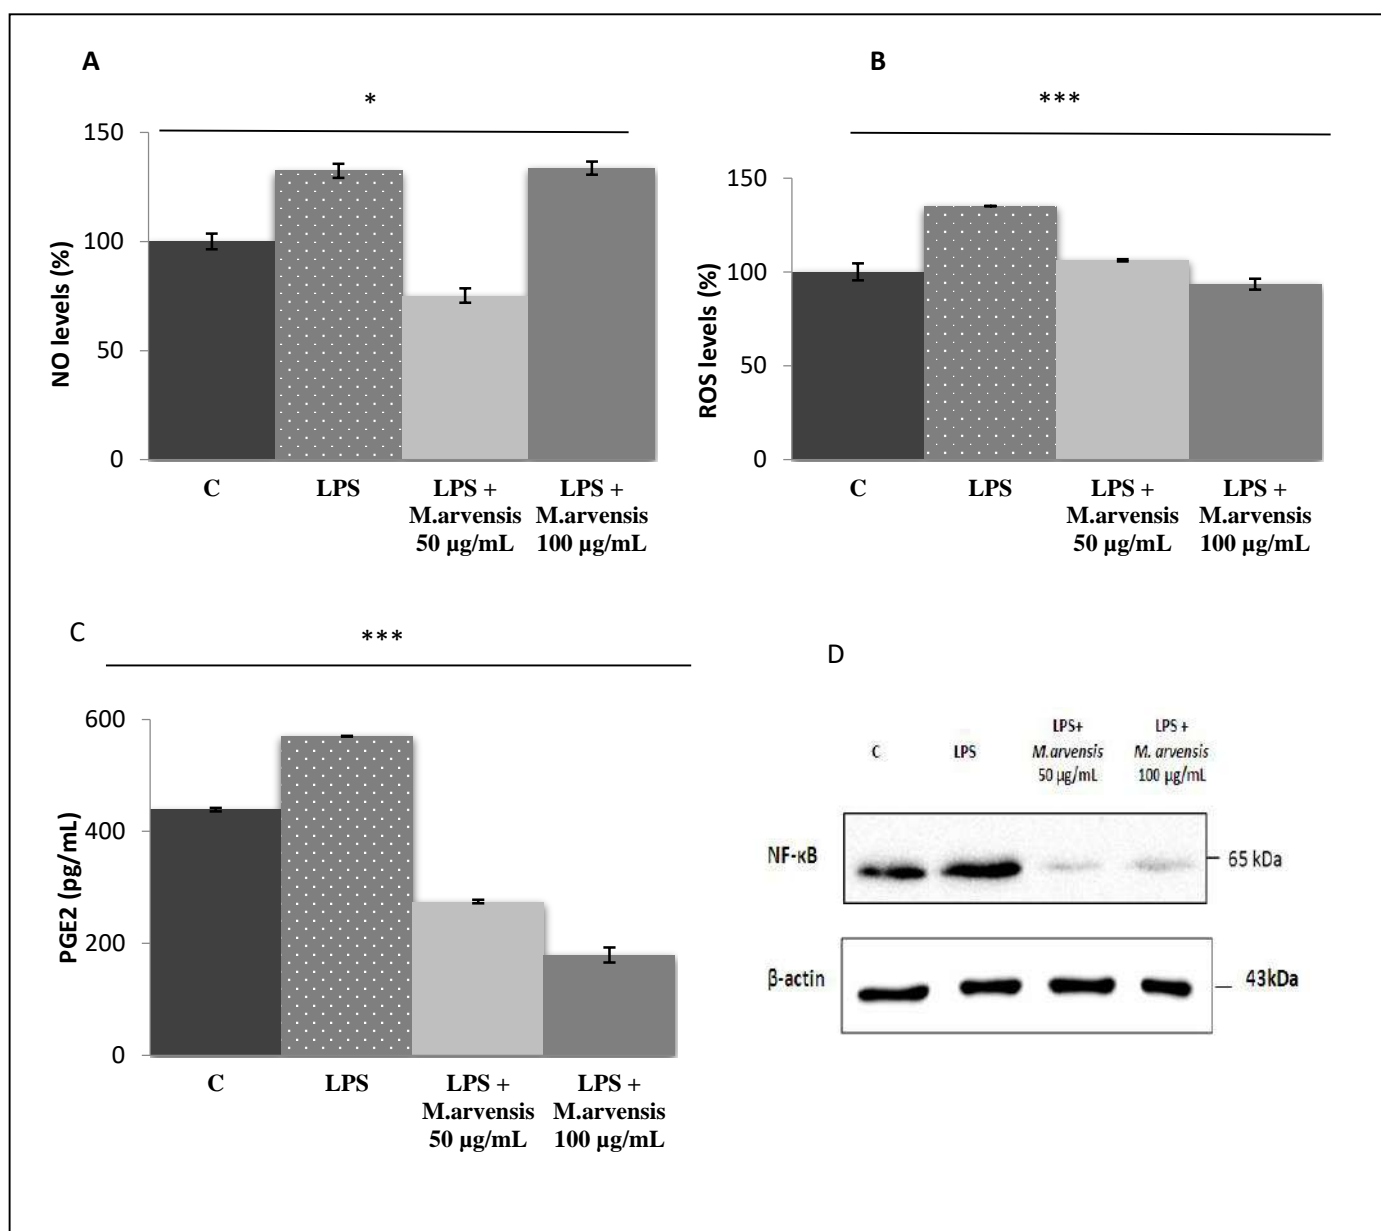 A
*
NO levels (%)
150
100
50
0
C
LPS
LPS +
M.arvensis
50 µg/mL
LPS +
M.arvensis
100 µg/mL
B
***
ROS levels (%)
150
100
50
0
C
LPS
LPS +
M.arvensis
50 µg/mL
LPS +
M.arvensis
100 µg/mL
C
***
PGE2 (pg/mL)
600
400
200
0
C
LPS
LPS +
M.arvensis
50 µg/mL
LPS +
M.arvensis
100 µg/mL
D
C
LPS
LPS+
M.arvensis
50 µg/mL
LPS +
M. arvensis
100 µg/mL
NF-κB
65 kDa
β-actin
43kDa